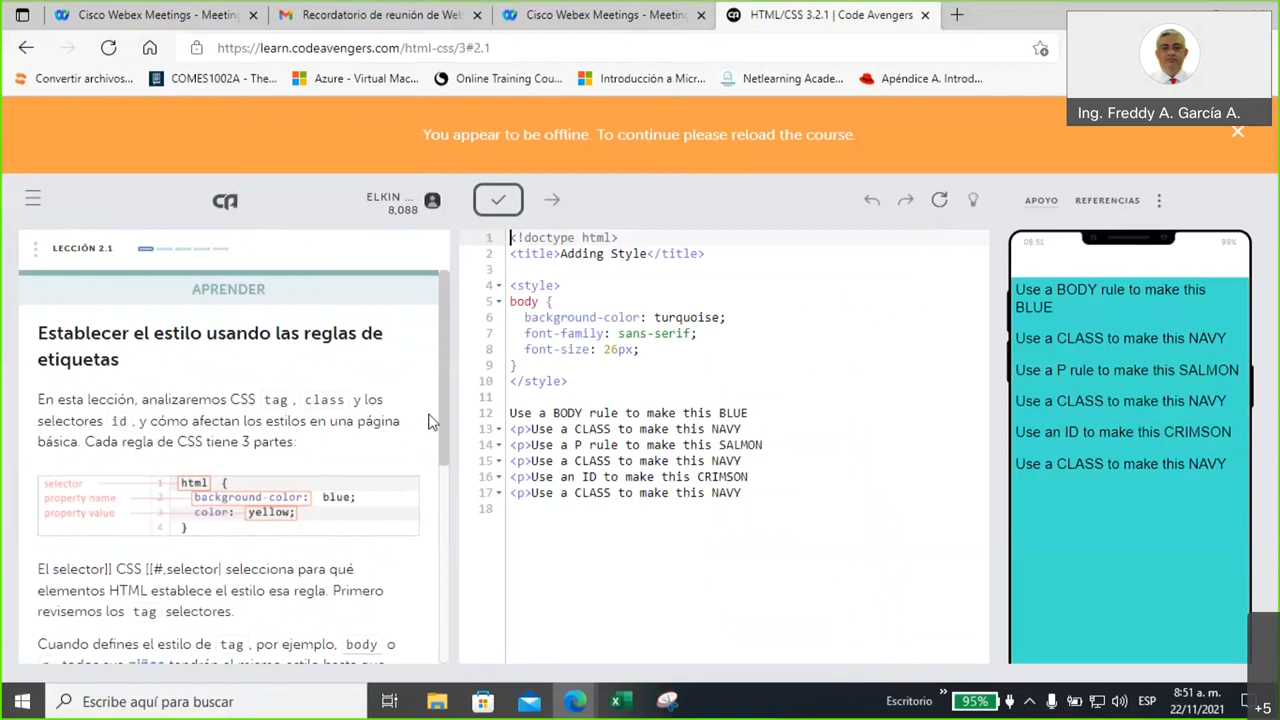 Cisco Webex Meetings - Meeting
Recordatorio de reunión de Web
Cisco Webex Meetings - Meeting
HTML/CSS 3.2.1 | Code Avengers
https://learn.codeavengers.com/html-css/3#2.1
Convertir archivos...
COMES1002A - The...
Azure - Virtual Mac...
Online Training Cou...
Introducción a Micr...
Netlearning Acade...
Apéndice A. Introd...
Ing. Freddy A. García A.
You appear to be offline. To continue please reload the course.
ELKIN ...
8,088
APOYO
REFERENCIAS
LECCIÓN 2.1
APRENDER
Establecer el estilo usando las reglas de
etiquetas
En esta lección, analizaremos CSS tag, class y los
selectores id, y cómo afectan los estilos en una página
básica. Cada regla de CSS tiene 3 partes:
selector 1 html {
property name 2 background-color: blue;
property value 3 color: yellow;
4 }
El selector]] CSS [[#,selector| selecciona para qué
elementos HTML establece el estilo esa regla. Primero
revisemos los tag selectores.
Cuando defines el estilo de tag, por ejemplo, body o
1 <!doctype html>
2 <title>Adding Style</title>
3
4 <style>
5 body {
6 background-color: turquoise;
7 font-family: sans-serif;
8 font-size: 26px;
9 }
10 </style>
11
12 Use a BODY rule to make this BLUE
13 <p>Use a CLASS to make this NAVY
14 <p>Use a P rule to make this SALMON
15 <p>Use a CLASS to make this NAVY
16 <p>Use an ID to make this CRIMSON
17 <p>Use a CLASS to make this NAVY
18
08:51 99%
Use a BODY rule to make this
BLUE
Use a CLASS to make this NAVY
Use a P rule to make this SALMON
Use a CLASS to make this NAVY
Use an ID to make this CRIMSON
Use a CLASS to make this NAVY
Escribe aquí para buscar
Escritorio
95%
ESP
8:51 a. m.
22/11/2021
+5